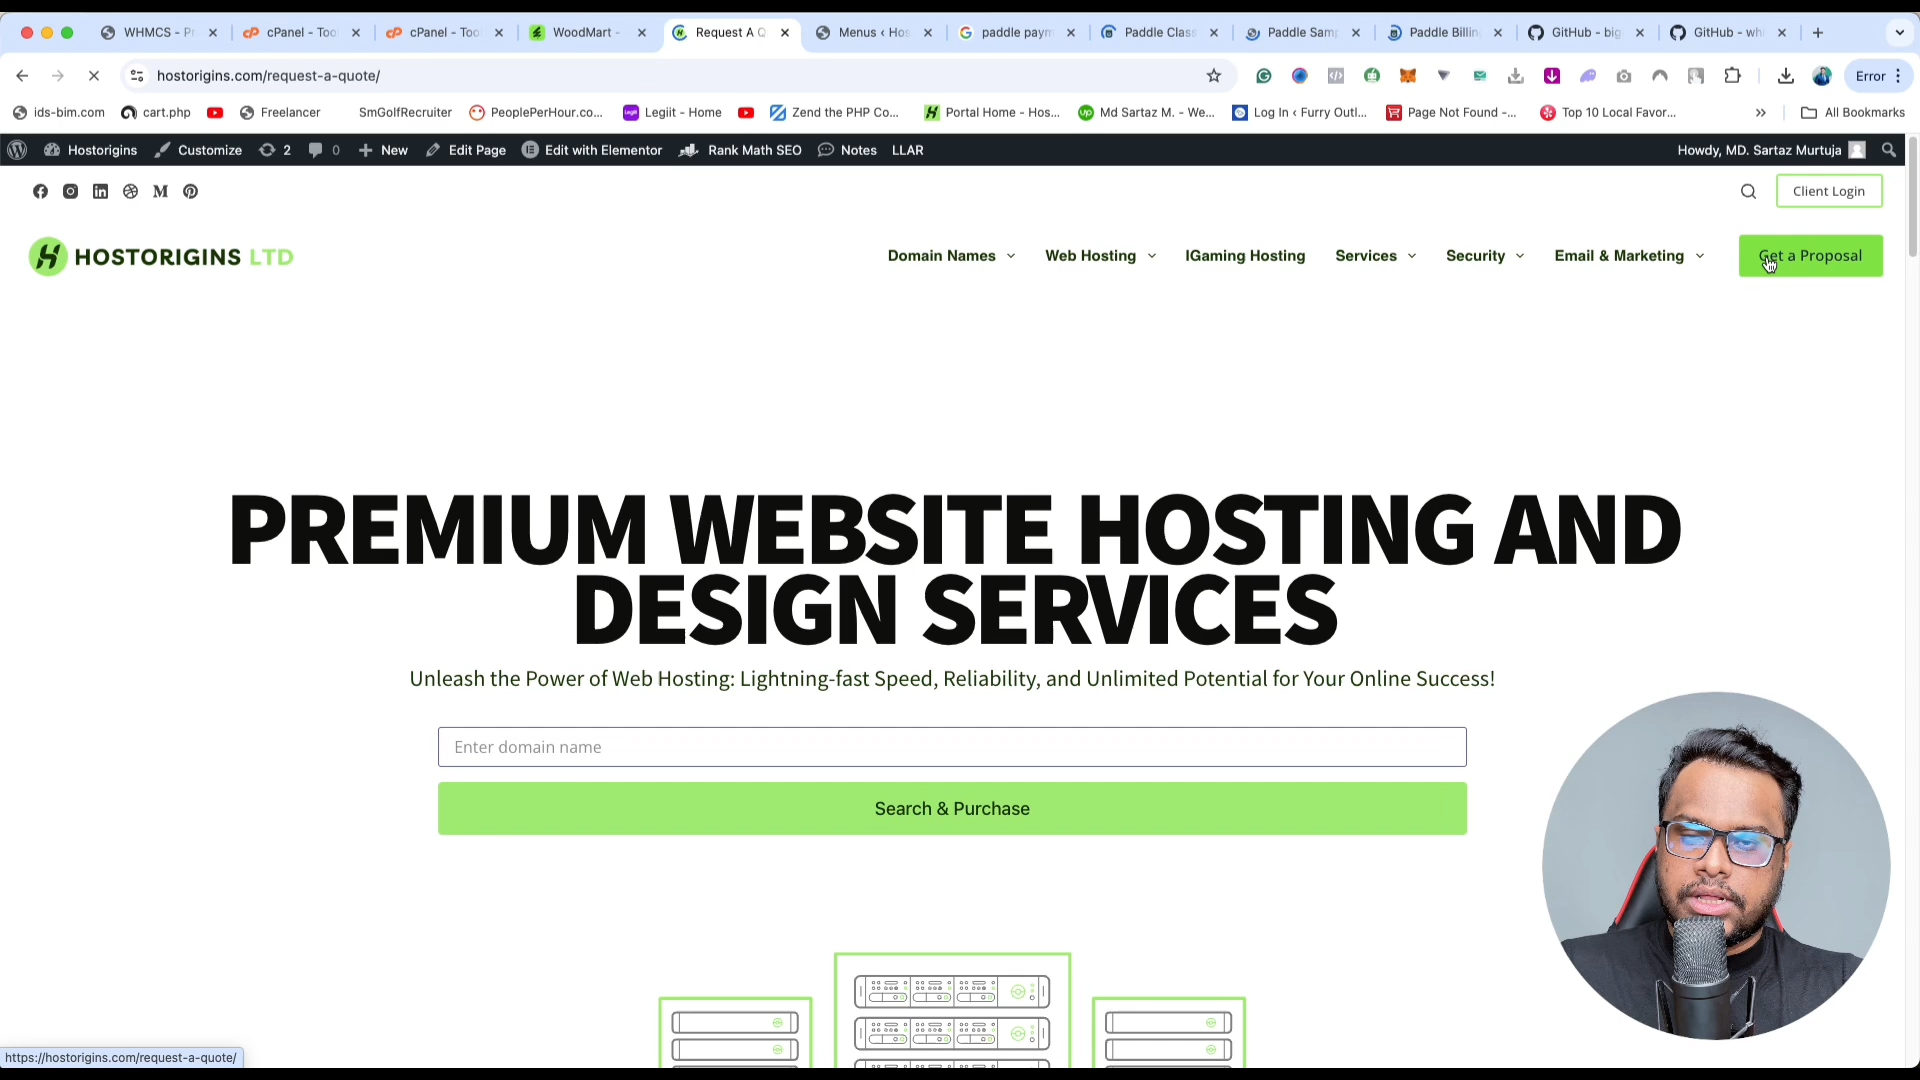 WHMCS - Pr
cPanel - Too
cPanel - Too
WoodMart -
Request A Q
Menus ‹ Hos
paddle paym
Paddle Class
Paddle Samp
Paddle Billin
GitHub - big
GitHub - whi
hostorigins.com/request-a-quote/
Error
ids-bim.com
cart.php
Freelancer
SmGolfRecruiter
PeoplePerHour.co...
Legiit - Home
Zend the PHP Co...
Portal Home - Hos...
Md Sartaz M. - We...
Log In ‹ Furry Outl...
Page Not Found -...
Top 10 Local Favor...
»
All Bookmarks
Hostorigins
Customize
2
0
New
Edit Page
Edit with Elementor
Rank Math SEO
Notes
LLAR
Howdy, MD. Sartaz Murtuja
Client Login
HOSTORIGINS LTD
Domain Names
Web Hosting
IGaming Hosting
Services
Security
Email & Marketing
Get a Proposal
PREMIUM WEBSITE HOSTING AND
DESIGN SERVICES
Unleash the Power of Web Hosting: Lightning-fast Speed, Reliability, and Unlimited Potential for Your Online Success!
Enter domain name
Search & Purchase
https://hostorigins.com/request-a-quote/